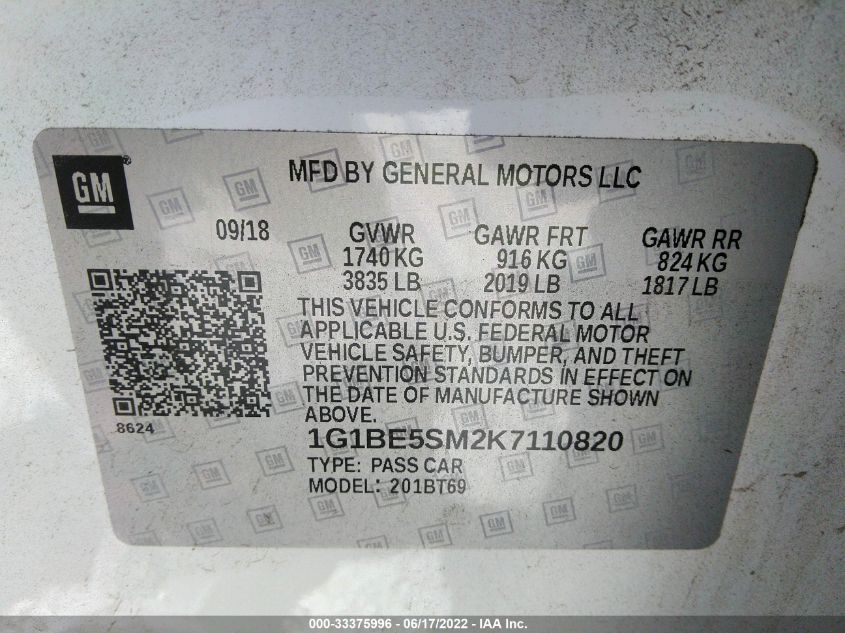 GM®
MFD BY GENERAL MOTORS LLC
09/18 GVWR GAWR FRT GAWR RR
1740 KG 916 KG 824 KG
3835 LB 2019 LB 1817 LB
THIS VEHICLE CONFORMS TO ALL
APPLICABLE U.S. FEDERAL MOTOR
VEHICLE SAFETY, BUMPER, AND THEFT
PREVENTION STANDARDS IN EFFECT ON
THE DATE OF MANUFACTURE SHOWN
ABOVE.
8624
1G1BE5SM2K7110820
TYPE: PASS CAR
MODEL: 201BT69
000-33375996 - 06/17/2022 - IAA Inc.